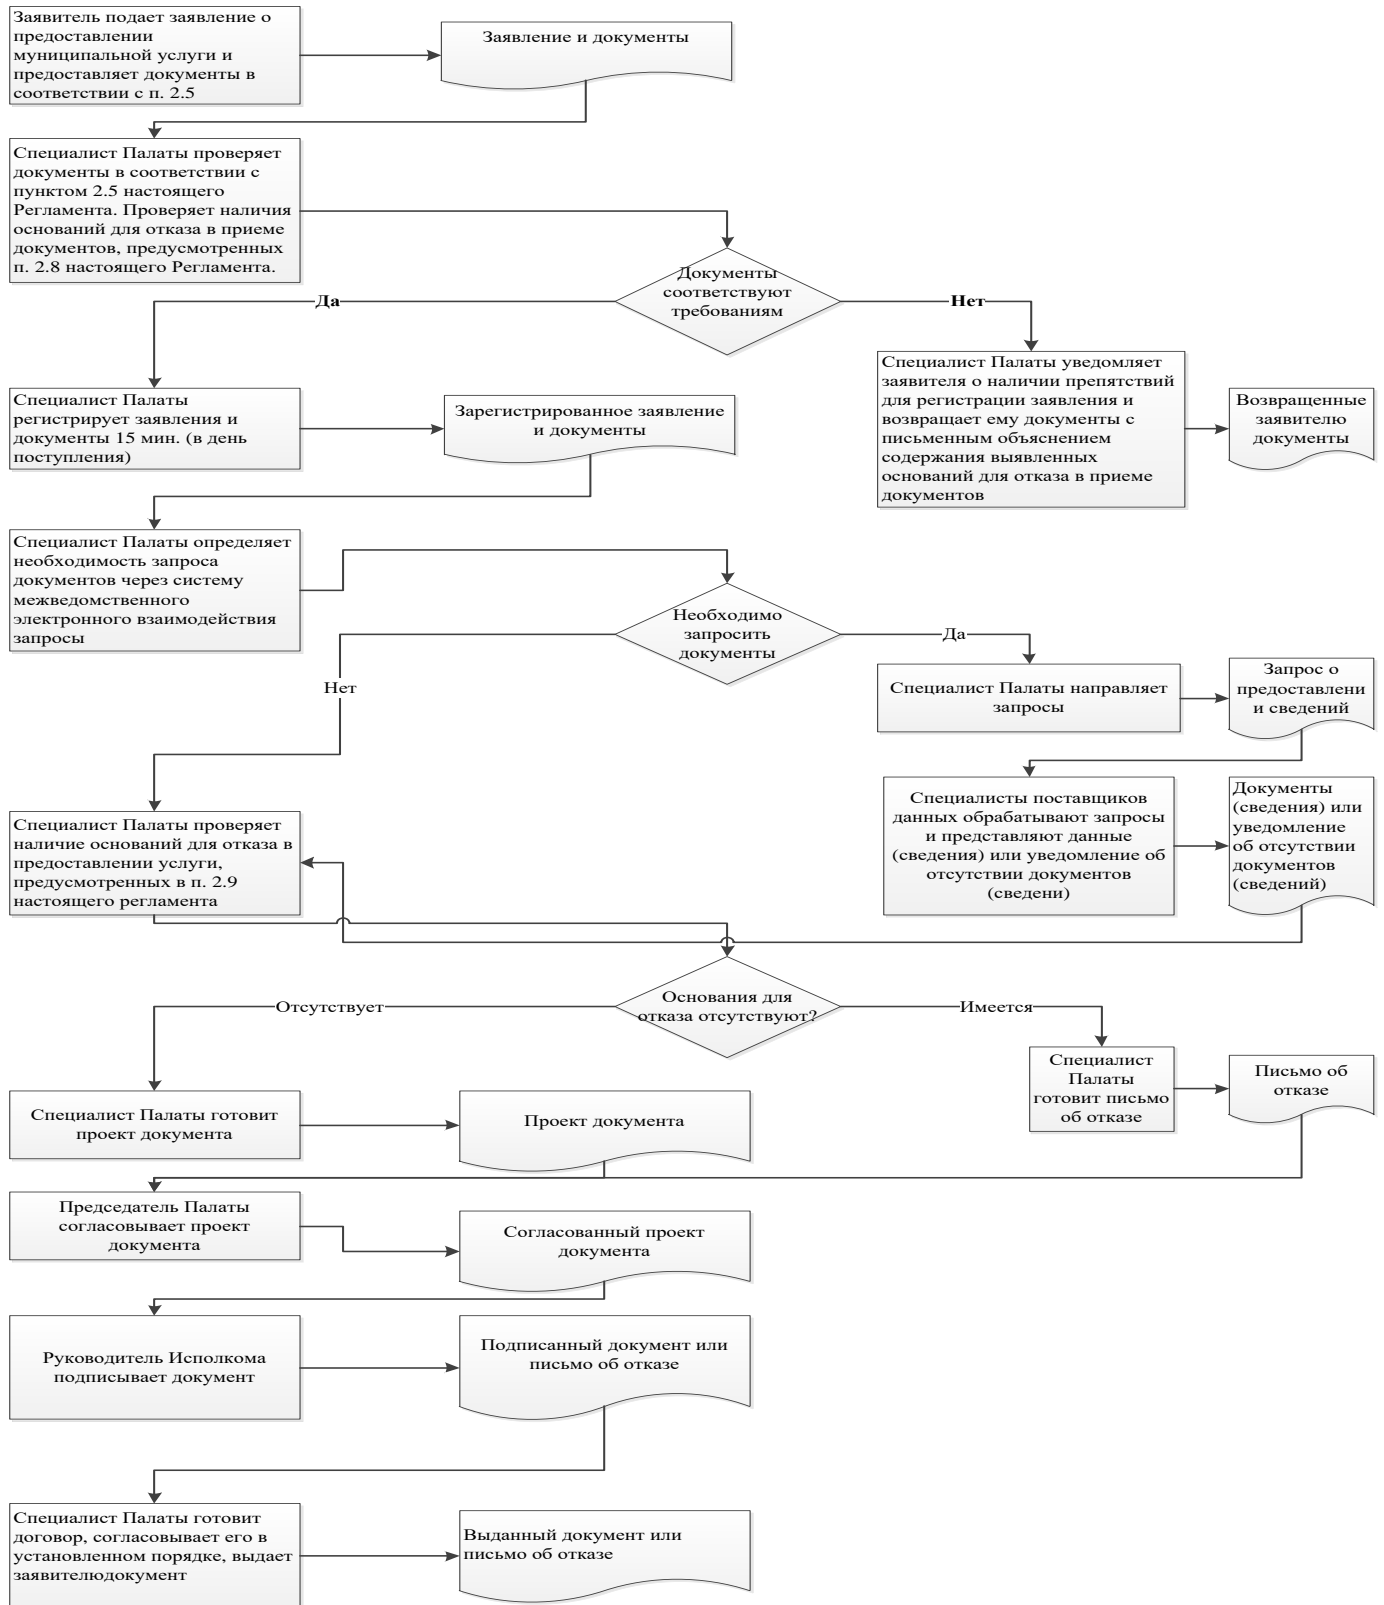 Заявитель подает заявление о
предоставлении
муниципальной услуги и
предоставляет документы в
соответствии с п. 2.5
Заявление и документы
Специалист Палаты проверяет
документы в соответствии с
пунктом 2.5 настоящего
Регламента. Проверяет наличия
оснований для отказа в приеме
документов, предусмотренных
п. 2.8 настоящего Регламента.
Документы
соответствуют
требованиям
Да
Нет
Специалист Палаты уведомляет
заявителя о наличии препятствий
для регистрации заявления и
возвращает ему документы с
письменным объяснением
содержания выявленных
оснований для отказа в приеме
документов
Возвращенные
заявителю
документы
Специалист Палаты
регистрирует заявления и
документы 15 мин. (в день
поступления)
Зарегистрированное заявление
и документы
Специалист Палаты определяет
необходимость запроса
документов через систему
межведомственного
электронного взаимодействия
запросы
Необходимо
запросить
документы
Да
Нет
Специалист Палаты направляет
запросы
Запрос о
предоставлени
и сведений
Специалисты поставщиков
данных обрабатывают запросы
и представляют данные
(сведения) или уведомление об
отсутствии документов
(сведени)
Документы
(сведения) или
уведомление
об отсутствии
документов
(сведений)
Специалист Палаты проверяет
наличие оснований для отказа в
предоставлении услуги,
предусмотренных в п. 2.9
настоящего регламента
Основания для
отказа отсутствуют?
Отсутствует
Имеется
Специалист
Палаты
готовит письмо
об отказе
Письмо об
отказе
Специалист Палаты готовит
проект документа
Проект документа
Председатель Палаты
согласовывает проект
документа
Согласованный проект
документа
Руководитель Исполкома
подписывает документ
Подписанный документ или
письмо об отказе
Специалист Палаты готовит
договор, согласовывает его в
установленном порядке, выдает
заявителюдокумент
Выданный документ или
письмо об отказе